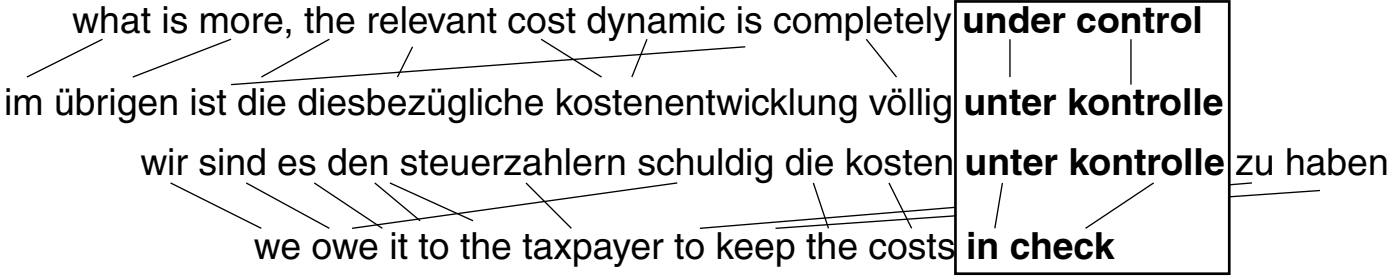 what is more, the relevant cost dynamic is completely under control
im übrigen ist die diesbezügliche kostenentwicklung völlig unter kontrolle
wir sind es den steuerzahlern schuldig die kosten unter kontrolle zu haben
we owe it to the taxpayer to keep the costs in check